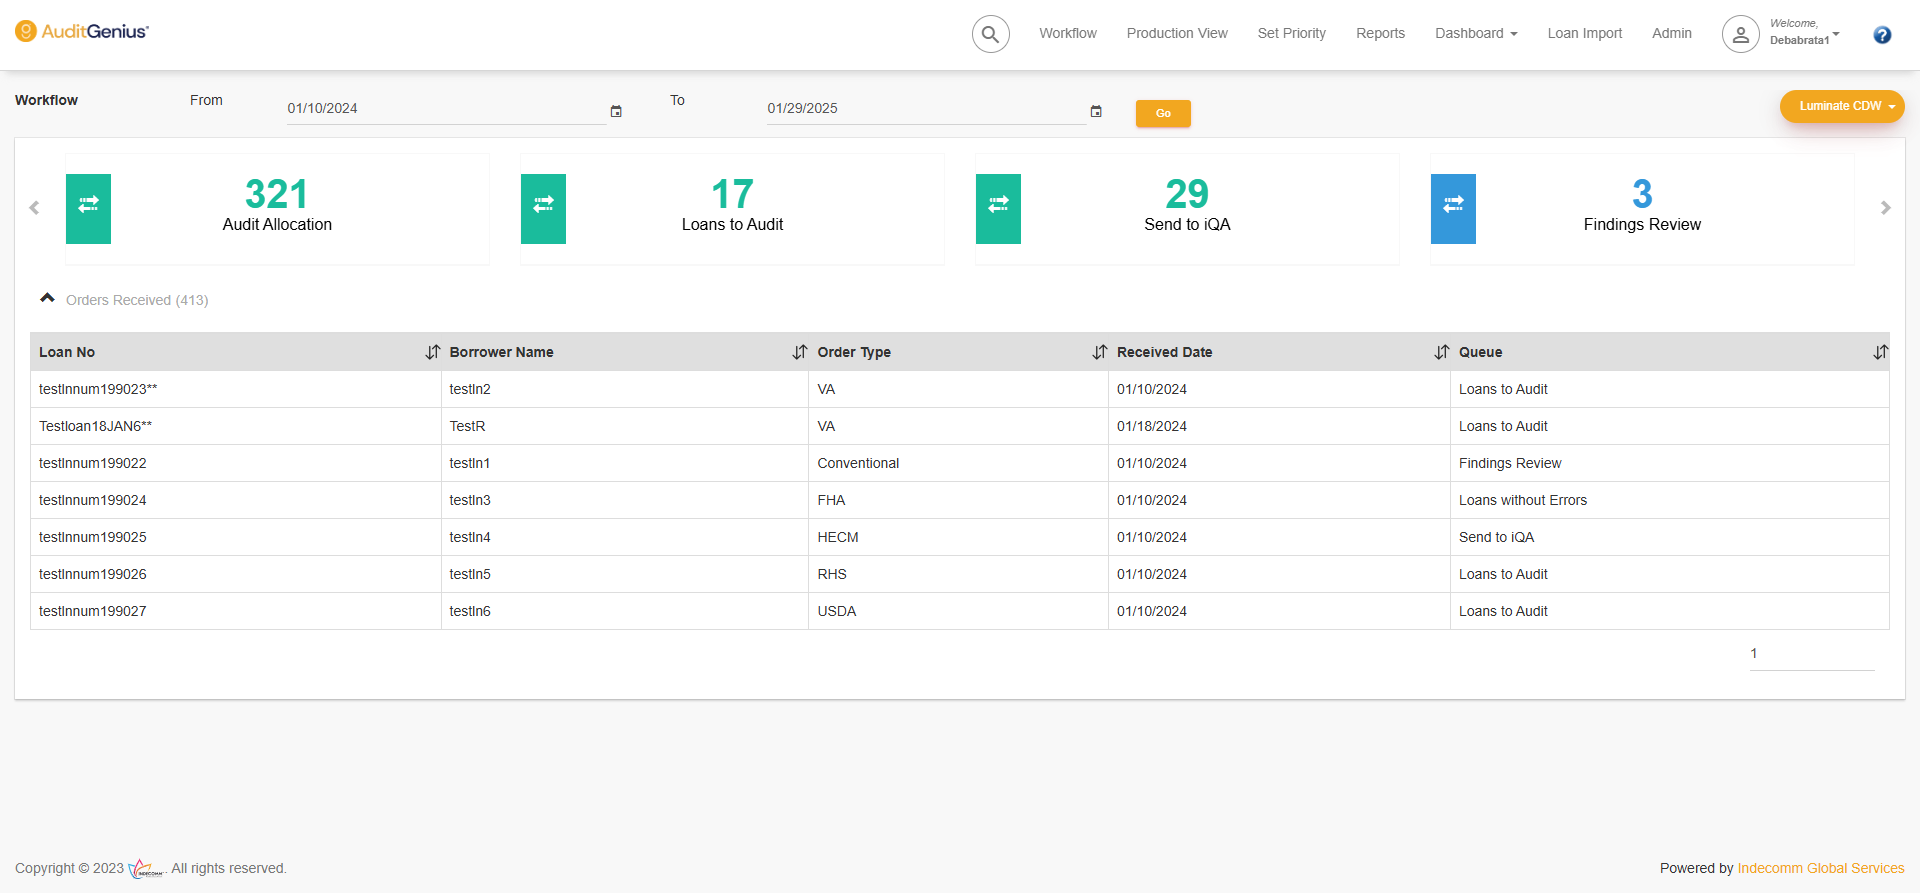 AuditGenius
Workflow
Production View
Set Priority
Reports
Dashboard
Loan Import
Admin
Welcome,
Debabrata1
?
Workflow
From
01/10/2024
To
01/29/2025
Go
Luminate CDW
321
Audit Allocation
17
Loans to Audit
29
Send to iQA
3
Findings Review
Orders Received (413)
Loan No Borrower Name Order Type Received Date Queue
testlnnum199023** testln2 VA 01/10/2024 Loans to Audit
Testloan18JAN6** TestR VA 01/18/2024 Loans to Audit
testlnnum199022 testln1 Conventional 01/10/2024 Findings Review
testlnnum199024 testln3 FHA 01/10/2024 Loans without Errors
testlnnum199025 testln4 HECM 01/10/2024 Send to iQA
testlnnum199026 testln5 RHS 01/10/2024 Loans to Audit
testlnnum199027 testln6 USDA 01/10/2024 Loans to Audit
1
Copyright © 2023 INDECOMM . All rights reserved.
Powered by Indecomm Global Services